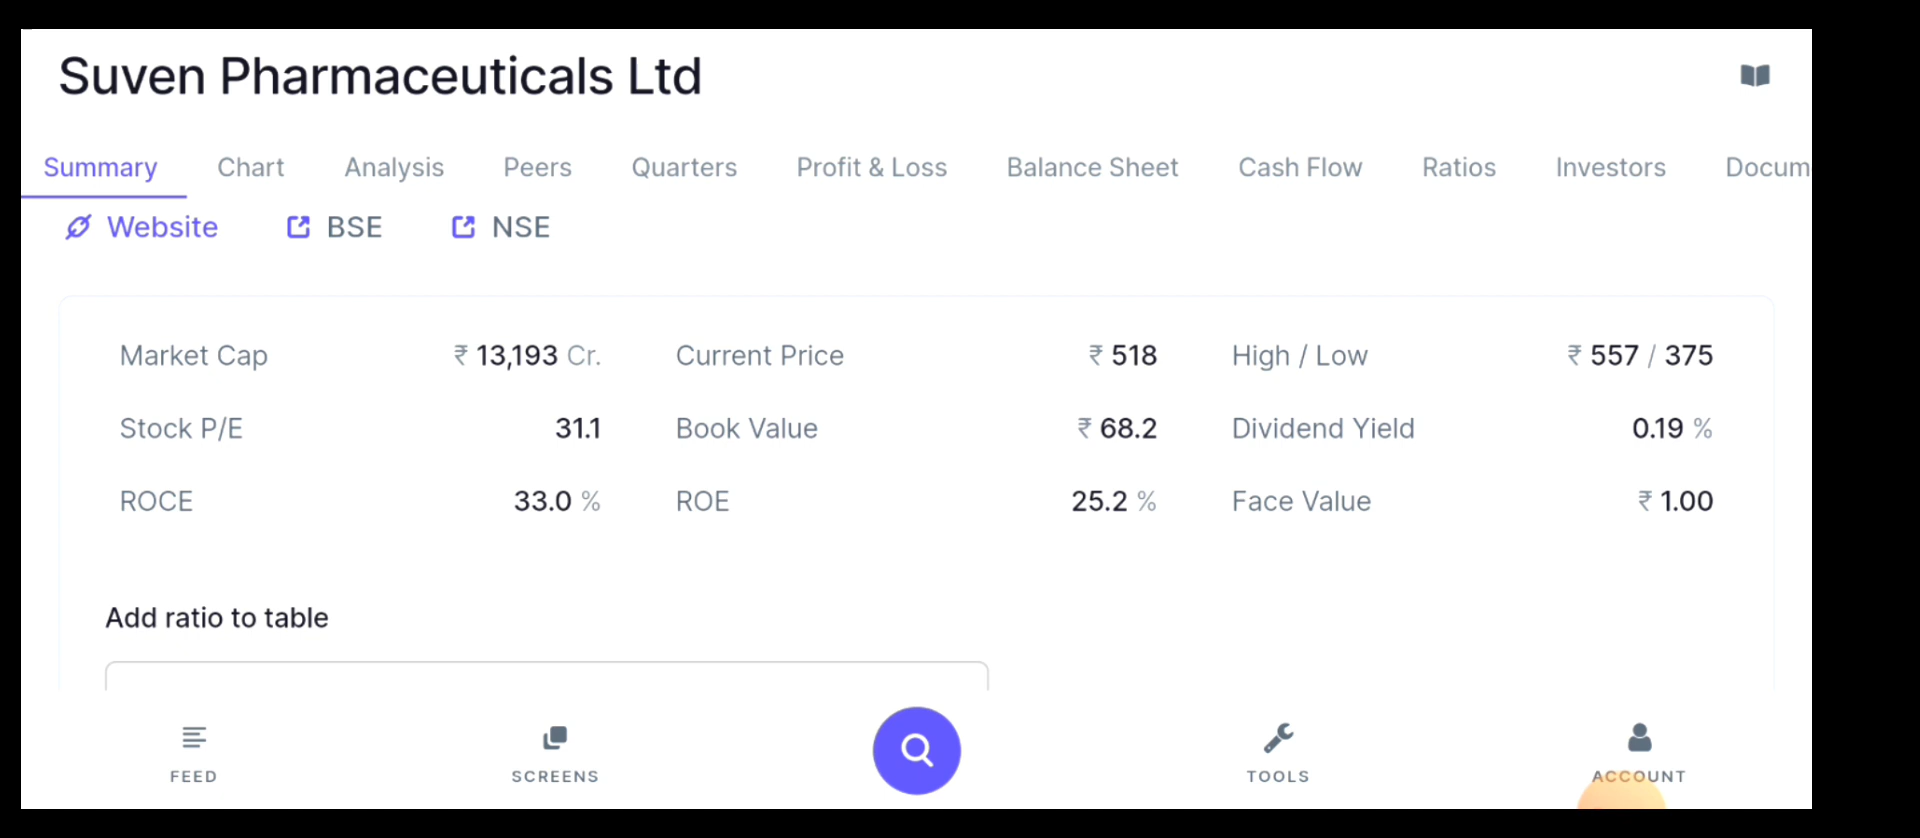 Suven Pharmaceuticals Ltd
Summary Chart Analysis Peers Quarters Profit & Loss Balance Sheet Cash Flow Ratios Investors Docum
Website BSE NSE
Market Cap ₹ 13,193 Cr. Current Price ₹ 518 High / Low ₹ 557 / 375
Stock P/E 31.1 Book Value ₹ 68.2 Dividend Yield 0.19 %
ROCE 33.0 % ROE 25.2 % Face Value ₹ 1.00
Add ratio to table
FEED SCREENS TOOLS ACCOUNT